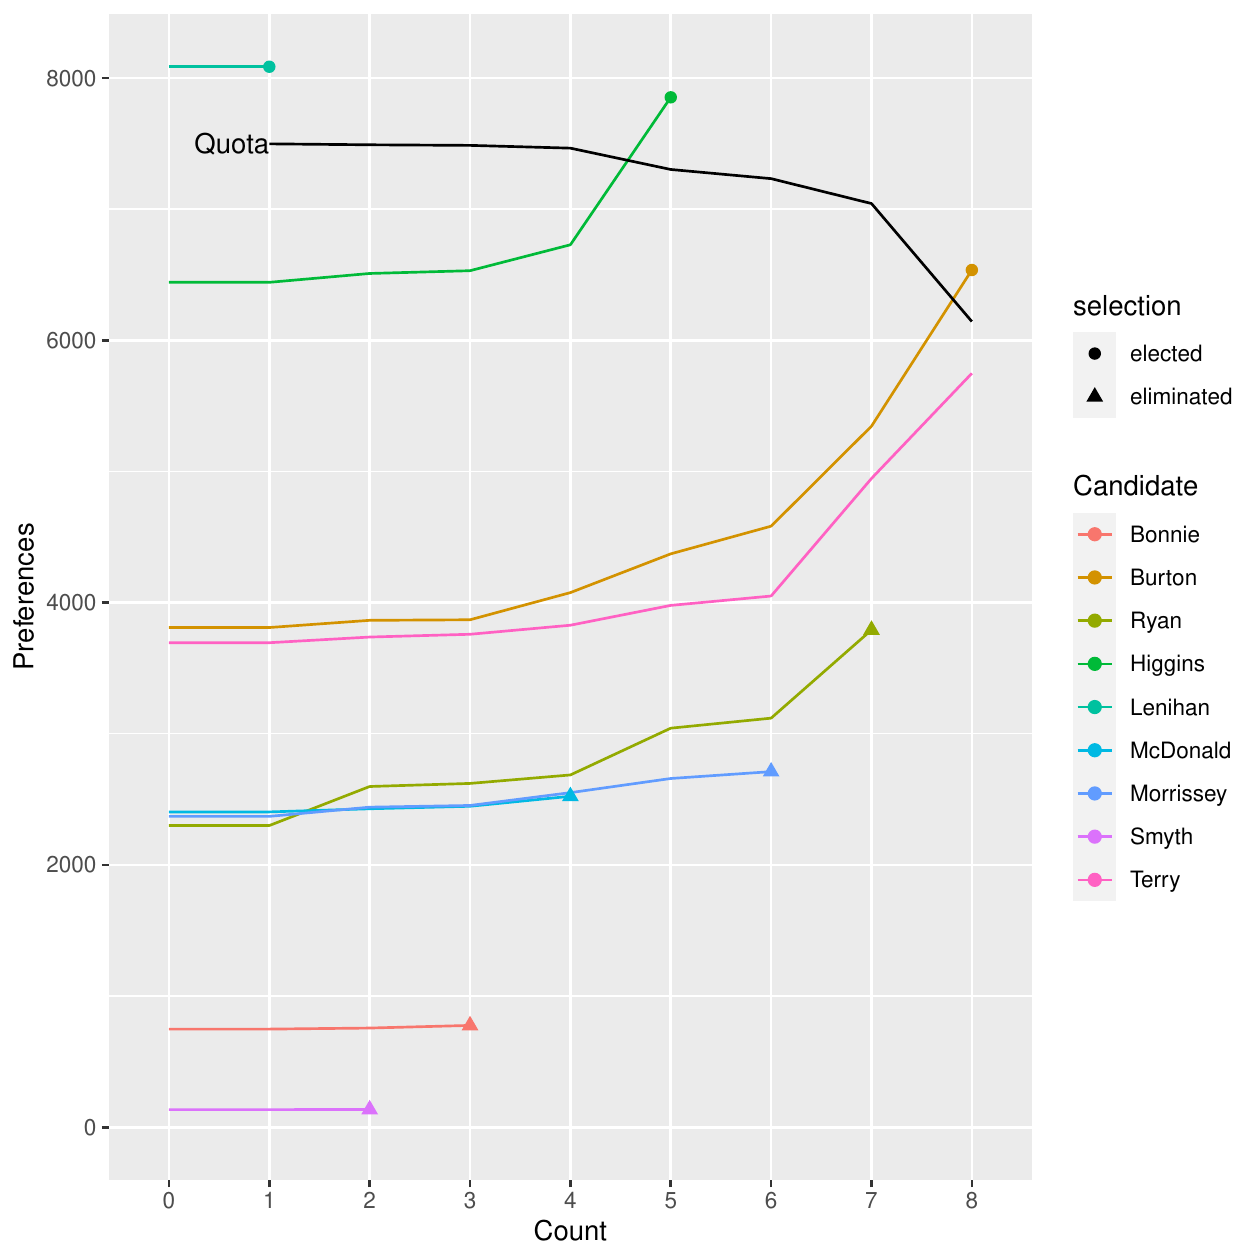 8000
6000
4000
2000
0
Preferences
Quota
0 1 2 3 4 5 6 7 8
Count
selection
elected
eliminated
Candidate
Bonnie
Burton
Ryan
Higgins
Lenihan
McDonald
Morrissey
Smyth
Terry